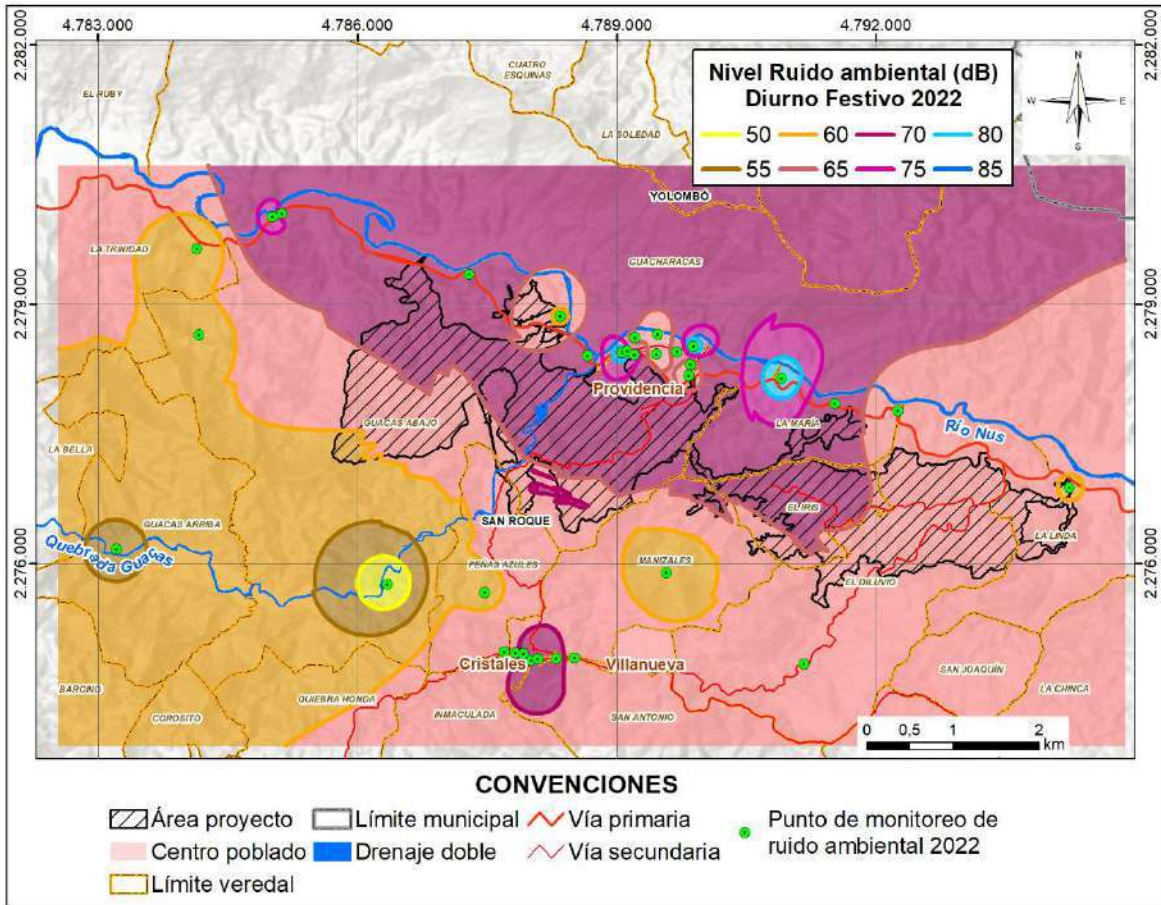 4.783.000 4.786.000 4.789.000 4.792.000
2.282.000 2.282.000
Nivel Ruido ambiental (dB)
Diurno Festivo 2022
50 60 70 80
55 65 75 85
N
W E
S
CUATRO
ESQUINAS
EL RUBY
LA SOLEDAD
YOLOMBÓ
LA TRINIDAD
GUACHARACAS
2.279.000 2.279.000
Providencia
GUACAS ABAJO
LA MARÍA
Río Nus
LA BELLA
GUACAS ARRIBA
SAN ROQUE
EL IRIS
LA LINDA
Quebrada Guacas
PEÑAS AZULES
MANIZALES
EL DILUVIO
2.276.000 2.276.000
Cristales
Villanueva
SAN JOAQUÍN
BARCINO
QUIEBRA HONDA
LA CHINCA
COROSITO
INMACULADA
SAN ANTONIO
0 0,5 1 2
km
CONVENCIONES
Área proyecto Límite municipal Vía primaria Punto de monitoreo de
Centro poblado Drenaje doble Vía secundaria ruido ambiental 2022
Límite veredal